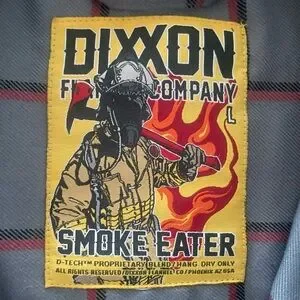 DIXXON
F COMPANY
L
SMOKE EATER
D-TECH™ PROPRIETARY BLEND/HANG DRY ONLY
ALL RIGHTS RESERVED/DIXXON FLANNEL CO/PHOENIX AZ USA